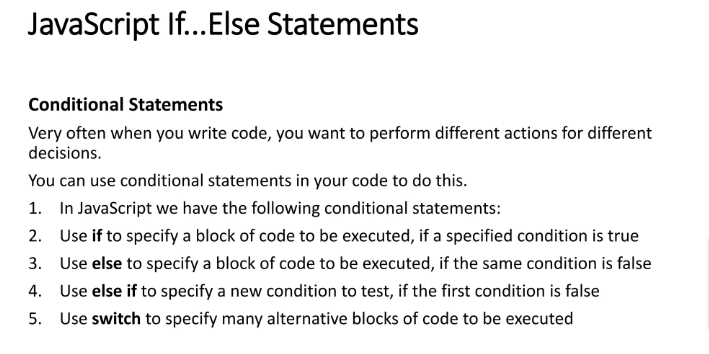 JavaScript If...Else Statements
Conditional Statements
Very often when you write code, you want to perform different actions for different
decisions.
You can use conditional statements in your code to do this.
1. In JavaScript we have the following conditional statements:
2. Use if to specify a block of code to be executed, if a specified condition is true
3. Use else to specify a block of code to be executed, if the same condition is false
4. Use else if to specify a new condition to test, if the first condition is false
5. Use switch to specify many alternative blocks of code to be executed